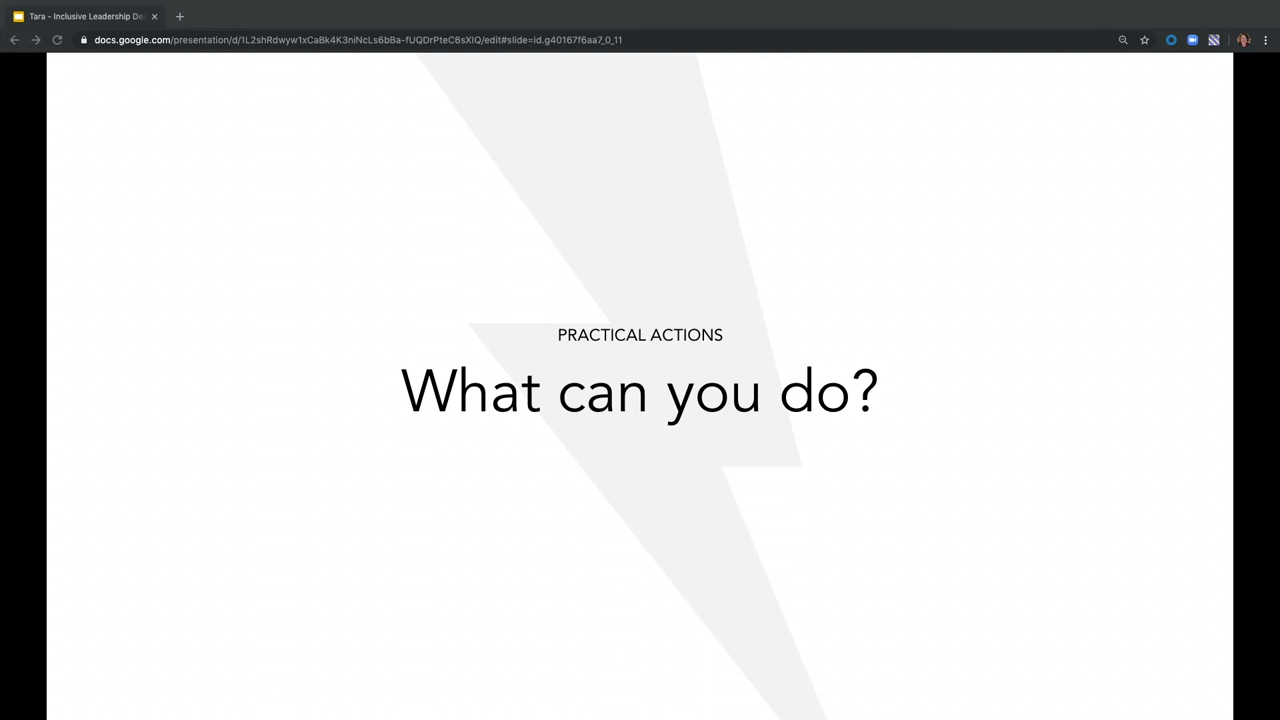 Tara - Inclusive Leadership De
docs.google.com/presentation/d/1L2shRdwyw1xCaBk4K3niNcLs6bBa-fUQDrPteC6sXIQ/edit#slide=id.g40167f6aa7_0_11
PRACTICAL ACTIONS
What can you do?